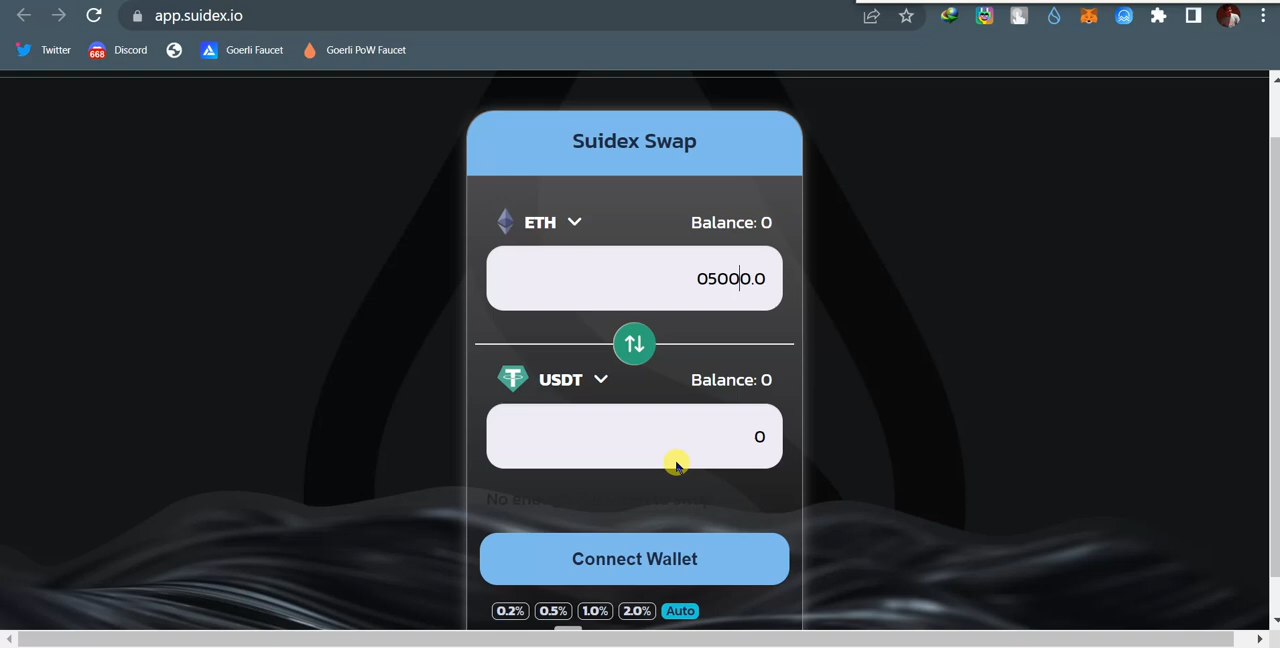 app.suidex.io
Twitter
668
Discord
Goerli Faucet
Goerli PoW Faucet
Suidex Swap
ETH
Balance: 0
05000.0
USDT
Balance: 0
0
Connect Wallet
0.2% 0.5% 1.0% 2.0% Auto